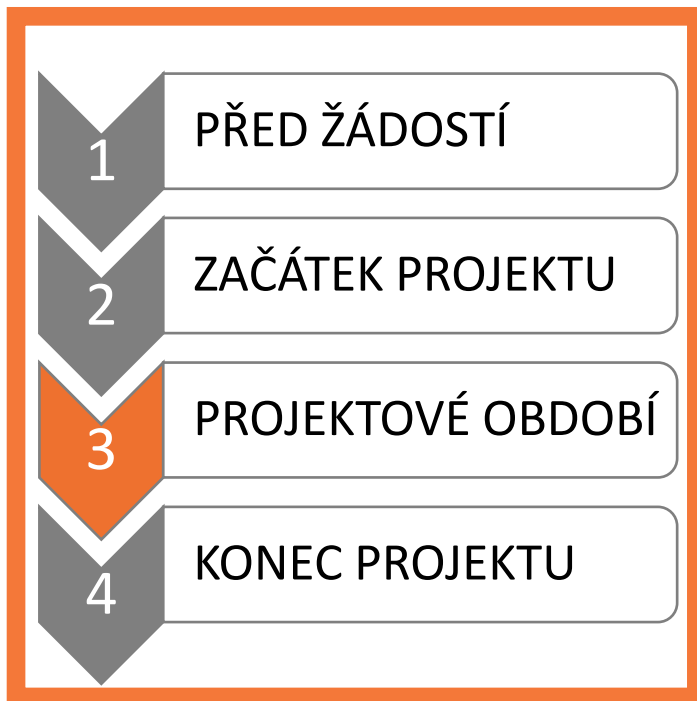 1
PŘED ŽÁDOSTÍ
2
ZAČÁTEK PROJEKTU
3
PROJEKTOVÉ OBDOBÍ
4
KONEC PROJEKTU